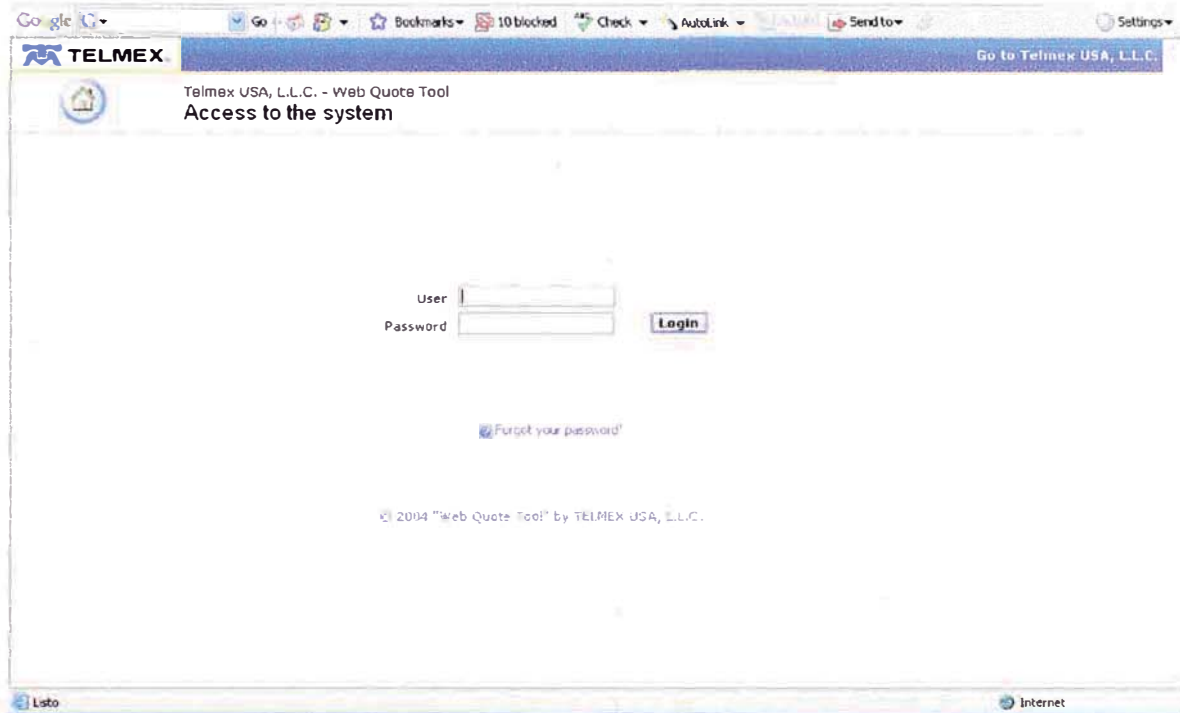 Go gle G
Go Bookmarks 10 blocked Check AutoLink Send to Settings
TELMEX
Go to Telmex USA, L.L.C.
Telmex USA, L.L.C. - Web Quote Tool
Access to the system
User
Password
Login
Forgot your password?
© 2004 "Web Quote Tool" by TELMEX USA, L.L.C.
Listo
Internet